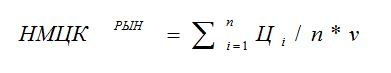 НМЦК РЫН = ∑ n i=1 Ц i / n * v